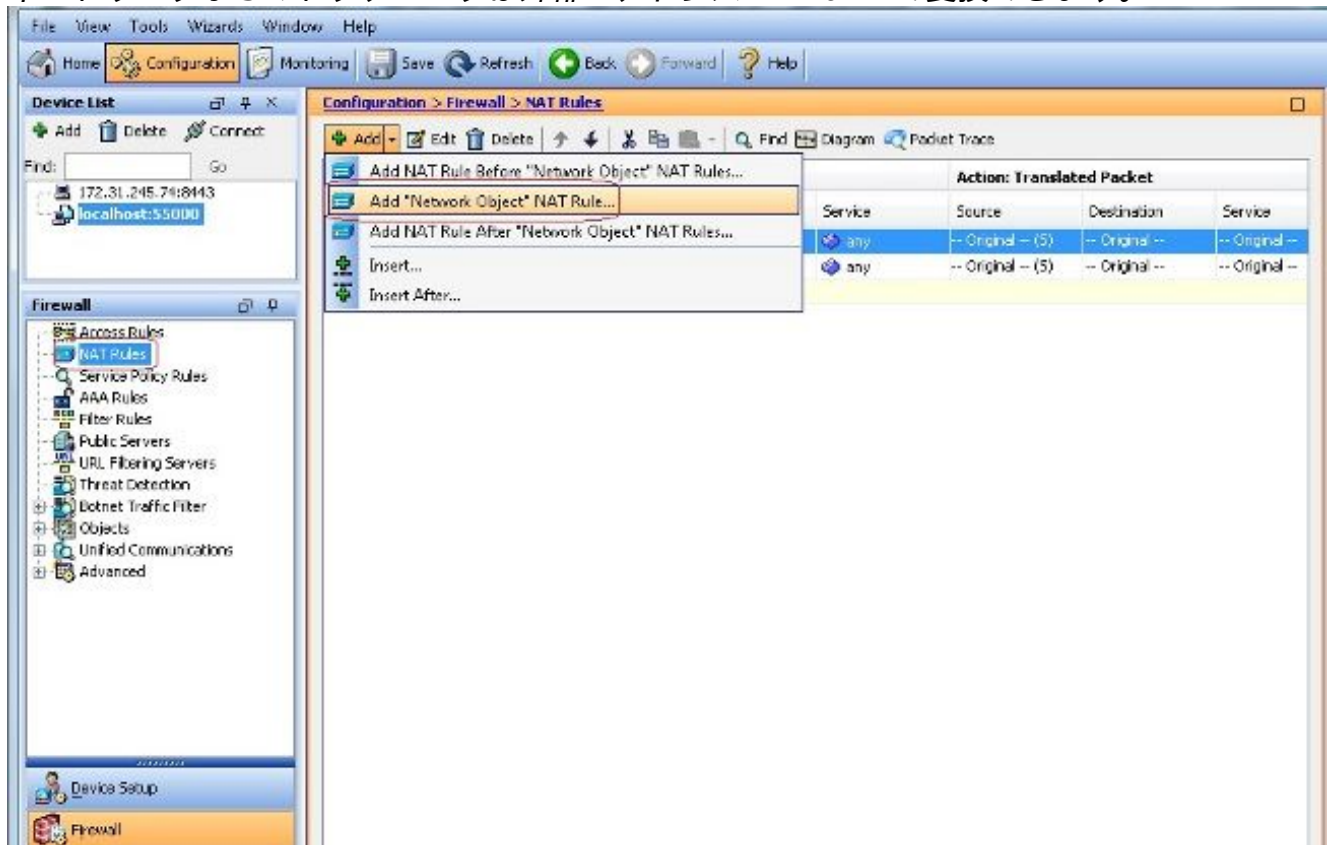 File View Tools Wizards Window Help
Home Configuration Monitoring Save Refresh Back Forward Help
Device List
Add Delete Connect
Find: Go
172.31.245.74:8443
localhost:55000
Firewall
Access Rules
NAT Rules
Service Policy Rules
AAA Rules
Filter Rules
Public Servers
URL Filtering Servers
Threat Detection
Botnet Traffic Filter
Objects
Unified Communications
Advanced
Device Setup
Firewall
Configuration > Firewall > NAT Rules
Add Edit Delete Find Diagram Packet Trace
Add NAT Rule Before "Network Object" NAT Rules...
Add "Network Object" NAT Rule...
Add NAT Rule After "Network Object" NAT Rules...
Insert...
Insert After...
Action: Translated Packet
Service Source Destination Service
any -- Original -- (S) -- Original -- -- Original --
any -- Original -- (S) -- Original -- -- Original --